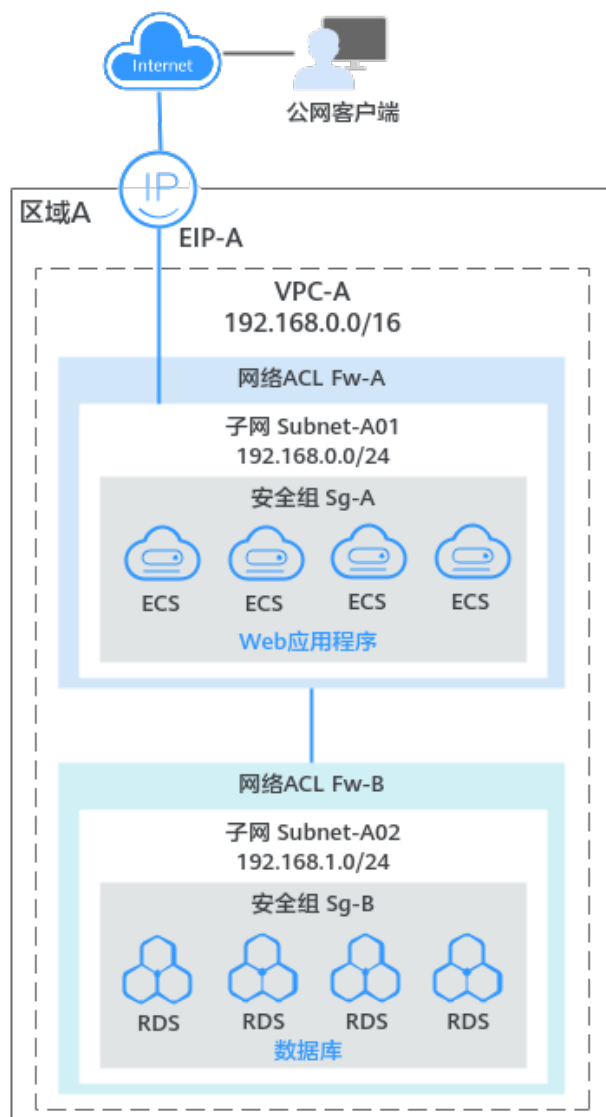 Internet
公网客户端
IP
区域A
EIP-A
VPC-A
192.168.0.0/16
网络ACL Fw-A
子网 Subnet-A01
192.168.0.0/24
安全组 Sg-A
ECS ECS ECS ECS
Web应用程序
网络ACL Fw-B
子网 Subnet-A02
192.168.1.0/24
安全组 Sg-B
RDS RDS RDS RDS
数据库